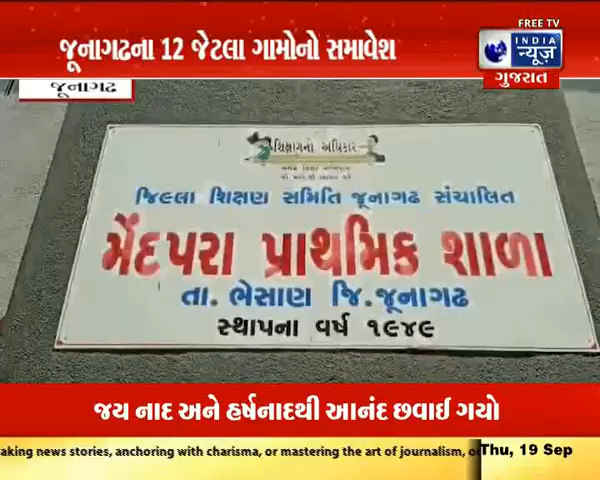 જૂનાગઢના 12 જેટલા ગામોનો સમાવેશ
FREE TV
INDIA
ન્યૂઝ
ગુજરાત
જૂનાગઢ
શિક્ષાણનો અધિકાર
જિલ્લા શિક્ષણ સમિતિ જૂનાગઢ સંચાલિત
મેંદપરા પ્રાથમિક શાળા
તા. ભેસાણ જિ.જૂનાગઢ
સ્થાપના વર્ષ ૧૯૪૯
જય નાદ અને હર્ષનાદથી આનંદ છવાઈ ગયો
aking news stories, anchoring with charisma, or mastering the art of journalism, o
Thu, 19 Sep